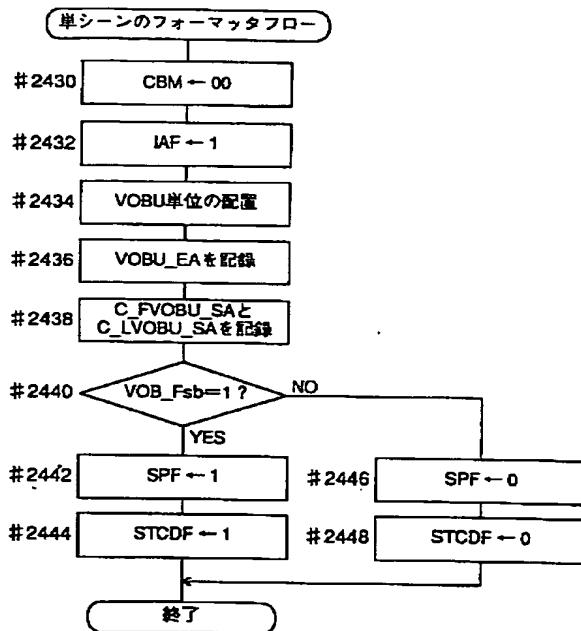 単シーンのフォーマッタフロー
#2430
CBM ← 00
#2432
IAF ← 1
#2434
VOBU単位の配置
#2436
VOBU_EAを記録
#2438
C_FVOBU_SAと
C_LVOBU_SAを記録
#2440
VOB_Fsb=1?
NO
YES
#2442
SPF ← 1
#2446
SPF ← 0
#2444
STCDF ← 1
#2448
STCDF ← 0
終了